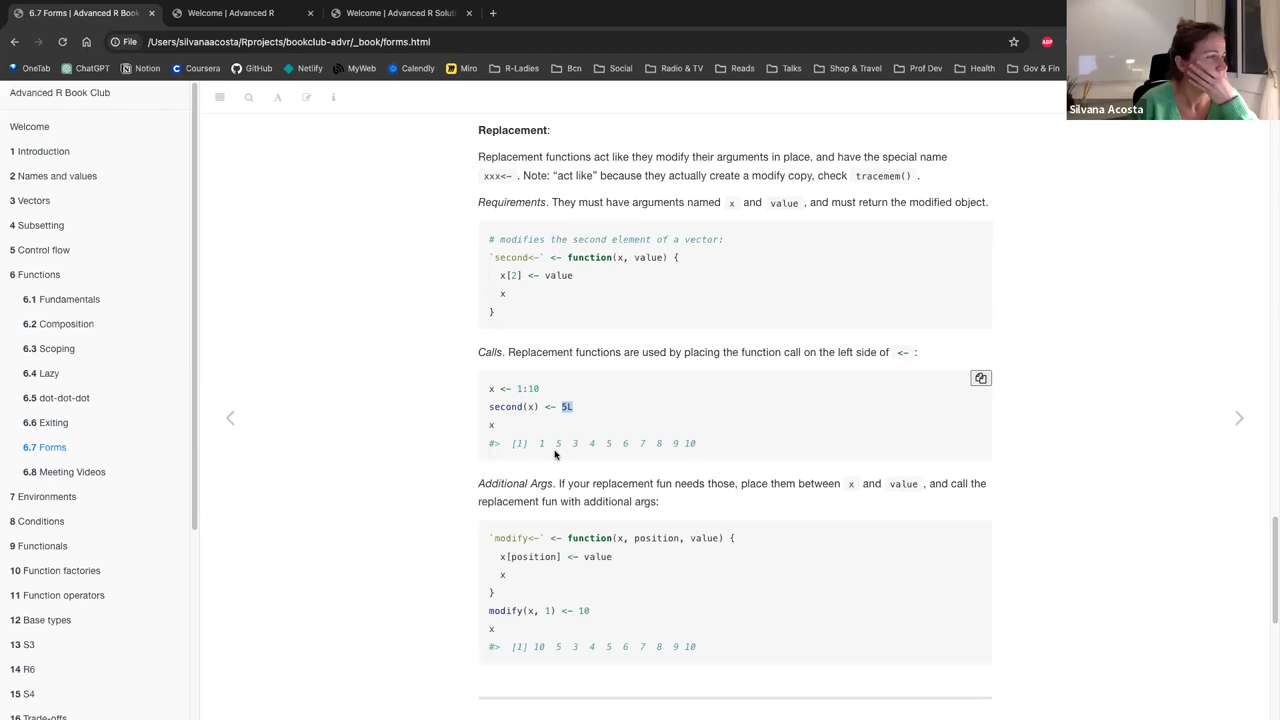 6.7 Forms | Advanced R Book C
Welcome | Advanced R
Welcome | Advanced R Soluti
File
/Users/silvanaacosta/Rprojects/bookclub-advr/_book/forms.html
ABP
OneTab
ChatGPT
Notion
Coursera
GitHub
Netlify
MyWeb
Calendly
Miro
R-Ladies
Bcn
Social
Radio & TV
Reads
Talks
Shop & Travel
Prof Dev
Health
Gov & Fin
Silvana Acosta
Advanced R Book Club
Welcome
1 Introduction
2 Names and values
3 Vectors
4 Subsetting
5 Control flow
6 Functions
6.1 Fundamentals
6.2 Composition
6.3 Scoping
6.4 Lazy
6.5 dot-dot-dot
6.6 Exiting
6.7 Forms
6.8 Meeting Videos
7 Environments
8 Conditions
9 Functionals
10 Function factories
11 Function operators
12 Base types
13 S3
14 R6
15 S4
16 Trade-offs
Replacement:
Replacement functions act like they modify their arguments in place, and have the special name
xxx<- . Note: “act like” because they actually create a modify copy, check tracemem() .
Requirements. They must have arguments named x and value , and must return the modified object.
# modifies the second element of a vector:
`second<-` <- function(x, value) {
x[2] <- value
x
}
Calls. Replacement functions are used by placing the function call on the left side of <- :
x <- 1:10
second(x) <- 5L
x
#> [1] 1 5 3 4 5 6 7 8 9 10
Additional Args. If your replacement fun needs those, place them between x and value , and call the
replacement fun with additional args:
`modify<-` <- function(x, position, value) {
x[position] <- value
x
}
modify(x, 1) <- 10
x
#> [1] 10 5 3 4 5 6 7 8 9 10